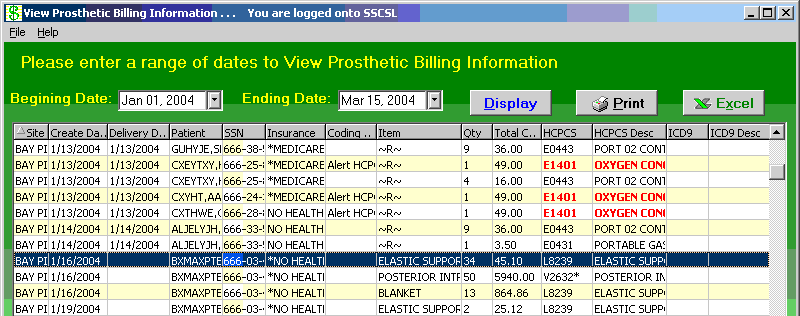 View Prosthetic Billing Information . . .    You are logged onto SSCSL
File Help
Please enter a range of dates to View Prosthetic Billing Information
Begining Date: Jan 01, 2004 Ending Date: Mar 15, 2004 Display Print Excel
Site Create Da... Delivery D... Patient SSN Insurance Coding ... Item Qty Total C... HCPCS HCPCS Desc ICD9 ICD9 Desc
BAY PI 1/13/2004 1/13/2004 GUHYJE,S 666-38- *MEDICARE ~R~ 9 36.00 E0443 PORT 02 CONT
BAY PI 1/13/2004 1/13/2004 CXEYTXY,H 666-25- *MEDICARE Alert HCPC ~R~ 1 49.00 E1401 OXYGEN CONC
BAY PI 1/13/2004 1/13/2004 CXEYTXY,H 666-25- *MEDICARE ~R~ 4 16.00 E0443 PORT 02 CONT
BAY PI 1/13/2004 1/13/2004 CXYHT,AA 666-24- *MEDICARE Alert HCPC ~R~ 1 49.00 E1401 OXYGEN CONC
BAY PI 1/13/2004 1/13/2004 CXTHWE,G 666-28- NO HEALTH Alert HCPC ~R~ 1 49.00 E1401 OXYGEN CONC
BAY PI 1/14/2004 1/14/2004 ALJELYJH, 666-33- NO HEALTH ~R~ 9 36.00 E0443 PORT 02 CONT
BAY PI 1/14/2004 1/14/2004 ALJELYJH, 666-33- NO HEALTH ~R~ 1 3.50 E0431 PORTABLE GAS
BAY PI 1/16/2004 BXMAXPTE 666-03- *NO HEALTI ELASTIC SUPPOR 34 45.10 L8239 ELASTIC SUPP
BAY PI 1/16/2004 BXMAXPTE 666-03- *NO HEALTI POSTERIOR INTR 50 5940.00 V2632* POSTERIOR IN
BAY PI 1/16/2004 BXMAXPTE 666-03- *NO HEALTI BLANKET 13 864.86 L8239 ELASTIC SUPP
BAY PI 1/19/2004 BXMAXPTE 666-03- *NO HEALTI ELASTIC SUPPOR 2 25.12 L8239 ELASTIC SUPP